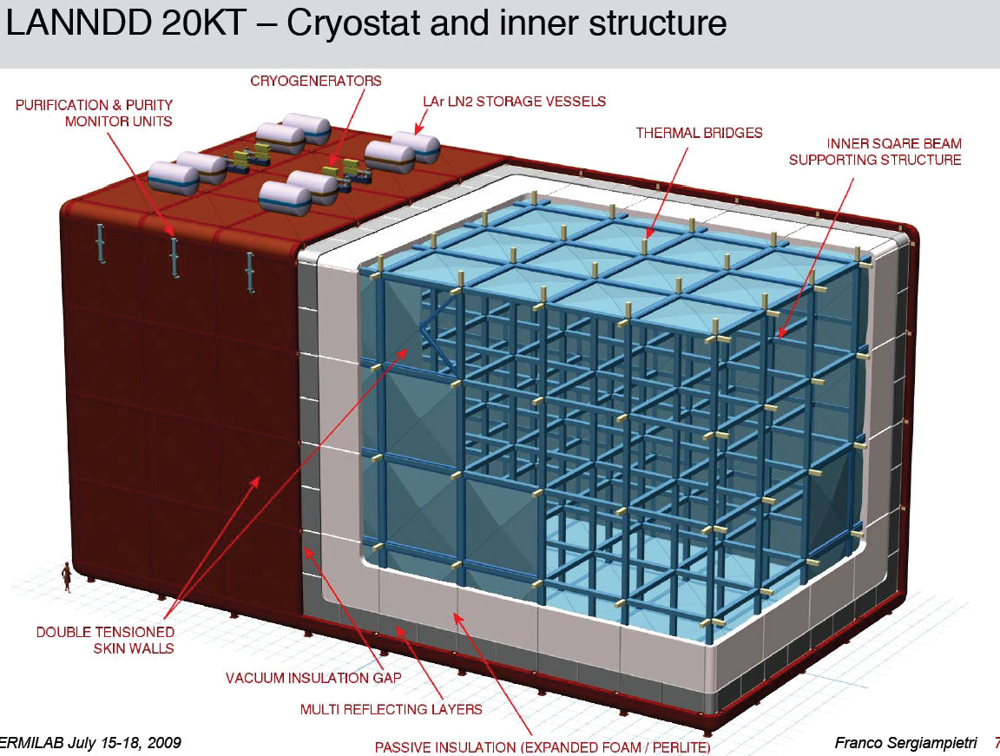 LANNDD 20KT – Cryostat and inner structure
CRYOGENERATORS
PURIFICATION & PURITY
MONITOR UNITS
LAr LN2 STORAGE VESSELS
THERMAL BRIDGES
INNER SQARE BEAM
SUPPORTING STRUCTURE
DOUBLE TENSIONED
SKIN WALLS
VACUUM INSULATION GAP
MULTI REFLECTING LAYERS
PASSIVE INSULATION (EXPANDED FOAM / PERLITE)
ERMILAB July 15-18, 2009
Franco Sergiampietri 7